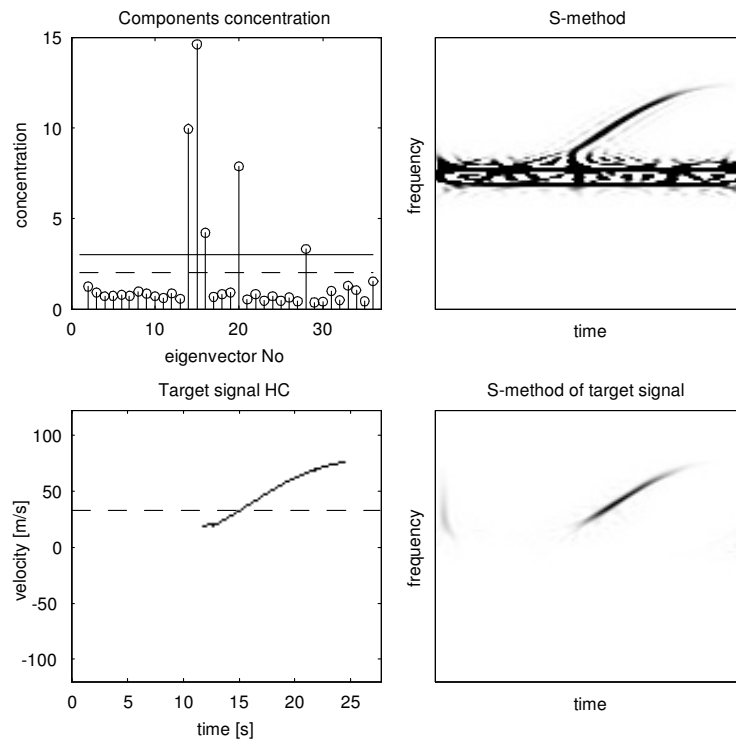 Components concentration
15
10
5
0
concentration
0 10 20 30
eigenvector No
S-method
frequency
time
Target signal HC
100
50
0
-50
-100
velocity [m/s]
0 5 10 15 20 25
time [s]
S-method of target signal
frequency
time